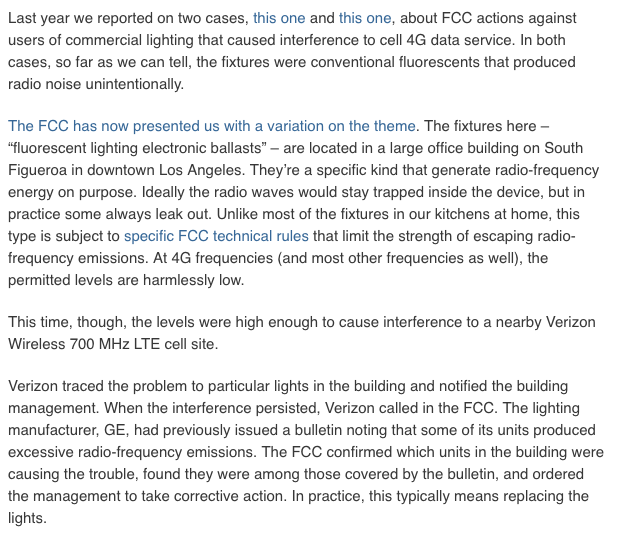 Last year we reported on two cases, this one and this one, about FCC actions against
users of commercial lighting that caused interference to cell 4G data service. In both
cases, so far as we can tell, the fixtures were conventional fluorescents that produced
radio noise unintentionally.
The FCC has now presented us with a variation on the theme. The fixtures here –
“fluorescent lighting electronic ballasts” – are located in a large office building on South
Figueroa in downtown Los Angeles. They’re a specific kind that generate radio-frequency
energy on purpose. Ideally the radio waves would stay trapped inside the device, but in
practice some always leak out. Unlike most of the fixtures in our kitchens at home, this
type is subject to specific FCC technical rules that limit the strength of escaping radio-
frequency emissions. At 4G frequencies (and most other frequencies as well), the
permitted levels are harmlessly low.
This time, though, the levels were high enough to cause interference to a nearby Verizon
Wireless 700 MHz LTE cell site.
Verizon traced the problem to particular lights in the building and notified the building
management. When the interference persisted, Verizon called in the FCC. The lighting
manufacturer, GE, had previously issued a bulletin noting that some of its units produced
excessive radio-frequency emissions. The FCC confirmed which units in the building were
causing the trouble, found they were among those covered by the bulletin, and ordered
the management to take corrective action. In practice, this typically means replacing the
lights.